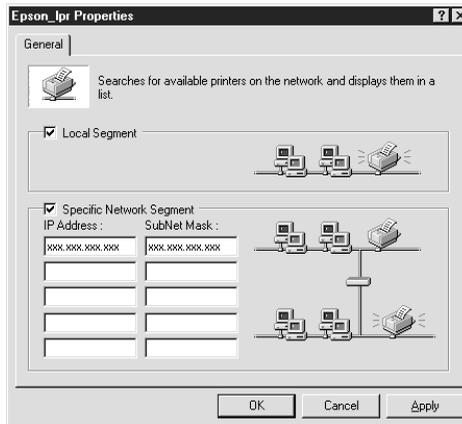 Epson_lpr Properties
General
Searches for available printers on the network and displays them in a
list.
Local Segment
Specific Network Segment
IP Address : SubNet Mask :
xxx.xxx.xxx.xxx xxx.xxx.xxx.xxx
OK Cancel Apply